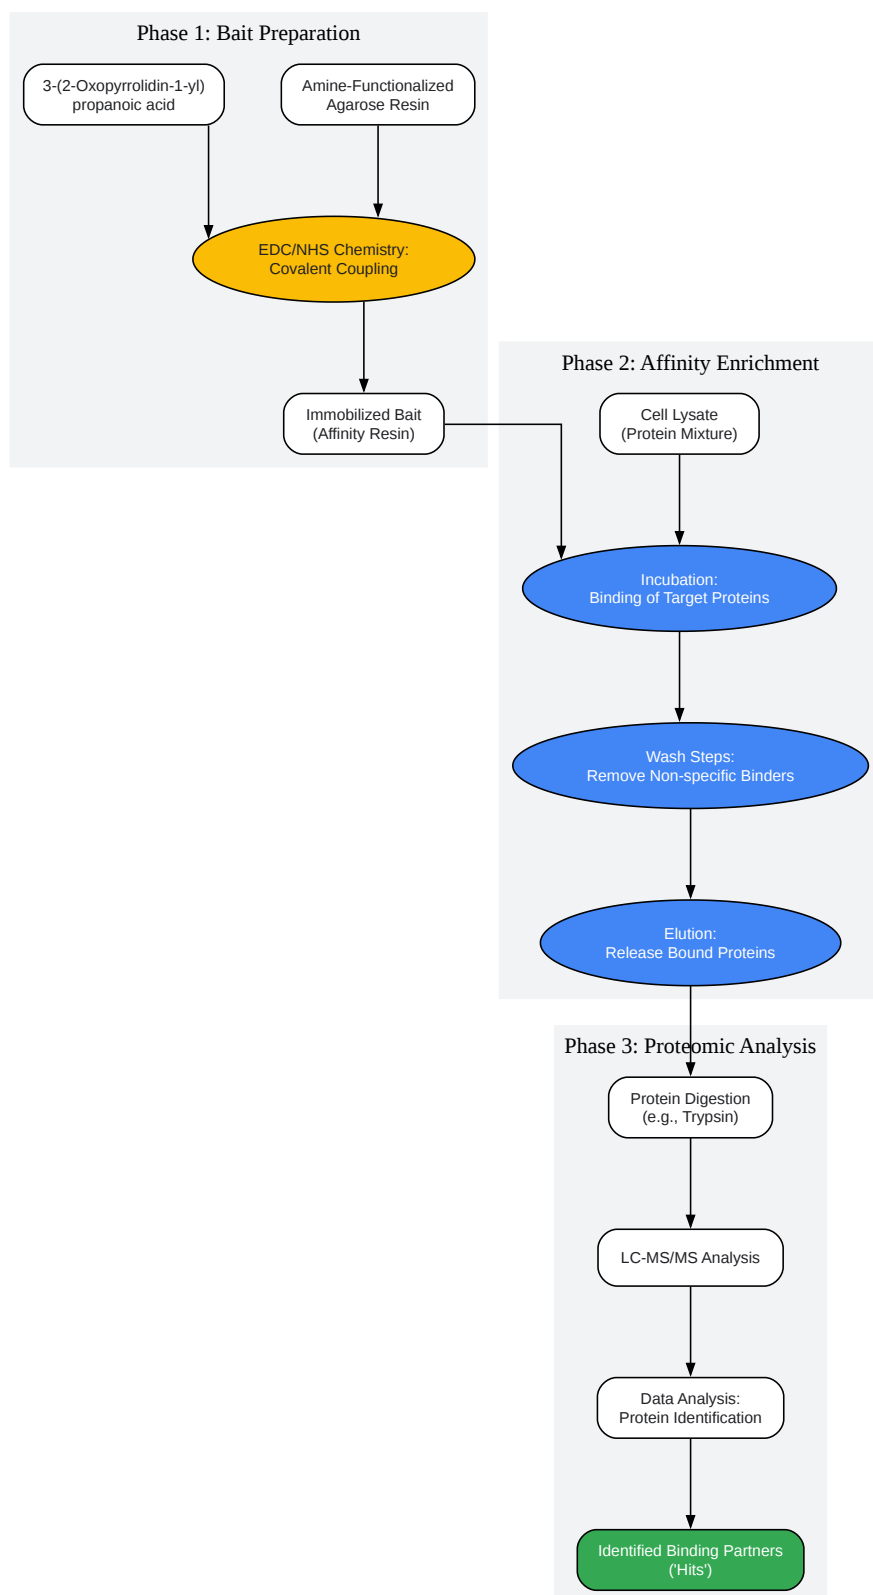 Phase 1: Bait Preparation
3-(2-Oxopyrrolidin-1-yl)
propanoic acid
Amine-Functionalized
Agarose Resin
EDC/NHS Chemistry:
Covalent Coupling
Immobilized Bait
(Affinity Resin)
Phase 2: Affinity Enrichment
Cell Lysate
(Protein Mixture)
Incubation:
Binding of Target Proteins
Wash Steps:
Remove Non-specific Binders
Elution:
Release Bound Proteins
Phase 3: Proteomic Analysis
Protein Digestion
(e.g., Trypsin)
LC-MS/MS Analysis
Data Analysis:
Protein Identification
Identified Binding Partners
('Hits')